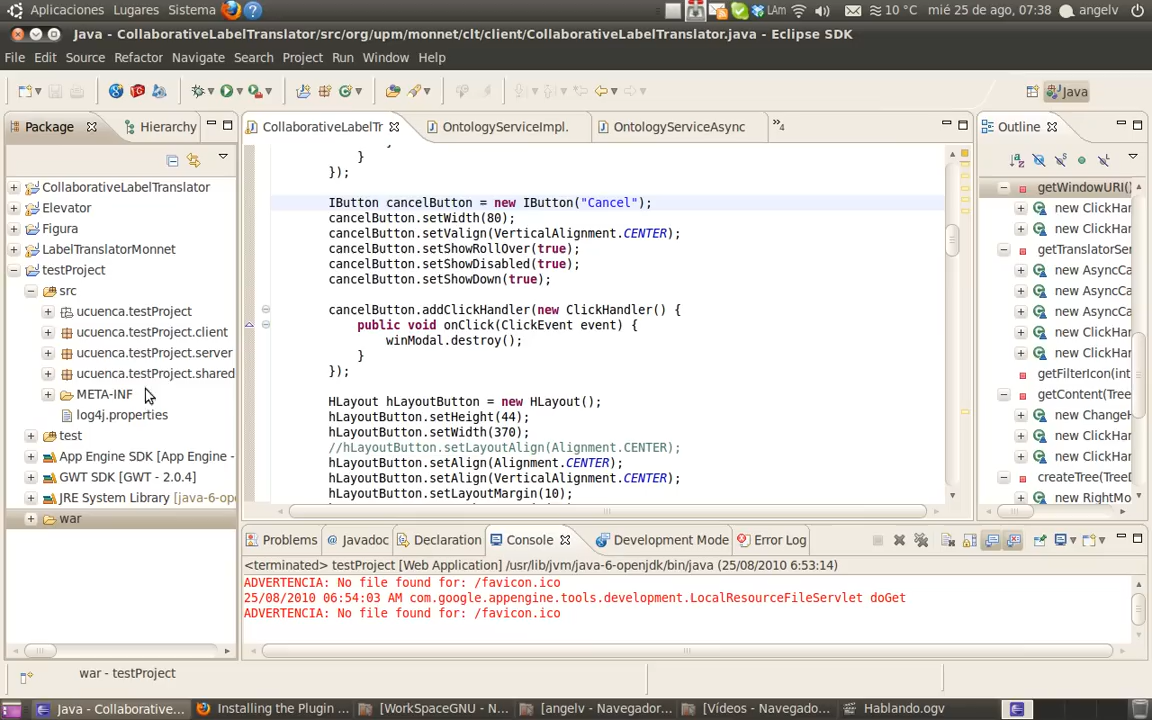 Aplicaciones Lugares Sistema LAm 10 °C mié 25 de ago, 07:38 angelv
Java - CollaborativeLabelTranslator/src/org/upm/monnet/clt/client/CollaborativeLabelTranslator.java - Eclipse SDK
File Edit Source Refactor Navigate Search Project Run Window Help
Java
Package Hierarchy
CollaborativeLabelTr OntologyServiceImpl. OntologyServiceAsync »4
Outline
CollaborativeLabelTranslator
Elevator
Figura
LabelTranslatorMonnet
testProject
src
ucuenca.testProject
ucuenca.testProject.client
ucuenca.testProject.server
ucuenca.testProject.shared
META-INF
log4j.properties
test
App Engine SDK [App Engine -
GWT SDK [GWT - 2.0.4]
JRE System Library [java-6-ope
war
}
});
IButton cancelButton = new IButton("Cancel");
cancelButton.setWidth(80);
cancelButton.setValign(VerticalAlignment.CENTER);
cancelButton.setShowRollOver(true);
cancelButton.setShowDisabled(true);
cancelButton.setShowDown(true);
cancelButton.addClickHandler(new ClickHandler() {
public void onClick(ClickEvent event) {
winModal.destroy();
}
});
HLayout hLayoutButton = new HLayout();
hLayoutButton.setHeight(44);
hLayoutButton.setWidth(370);
//hLayoutButton.setLayoutAlign(Alignment.CENTER);
hLayoutButton.setAlign(Alignment.CENTER);
hLayoutButton.setAlign(VerticalAlignment.CENTER);
hLayoutButton.setLayoutMargin(10);
getWindowURI()
new ClickHar
new ClickHar
getTranslatorSer
new AsyncCa
new AsyncCa
new AsyncCa
new ClickHar
new ClickHar
getFilterIcon(int
getContent(Tree
new ChangeH
new ClickHar
new ClickHar
createTree(TreeD
new RightMo
Problems Javadoc Declaration Console Development Mode Error Log
<terminated> testProject [Web Application] /usr/lib/jvm/java-6-openjdk/bin/java (25/08/2010 6:53:14)
ADVERTENCIA: No file found for: /favicon.ico
25/08/2010 06:54:03 AM com.google.appengine.tools.development.LocalResourceFileServlet doGet
ADVERTENCIA: No file found for: /favicon.ico
war - testProject
Java - Collaborative... Installing the Plugin ... [WorkSpaceGNU - N... [angelv - Navegador... [Vídeos - Navegado... Hablando.ogv